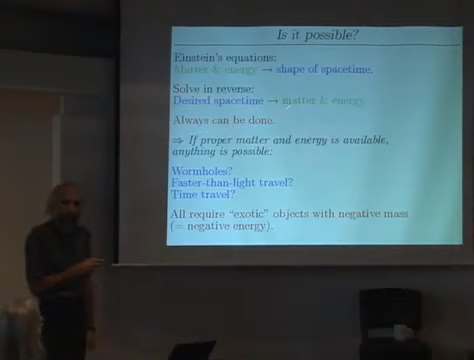 Is it possible?
Einstein's equations:
Matter & energy → shape of spacetime.
Solve in reverse:
Desired spacetime → matter & energy.
Always can be done.
⇒ If proper matter and energy is available,
anything is possible:
Wormholes?
Faster-than-light travel?
Time travel?
All require "exotic" objects with negative mass
(= negative energy).